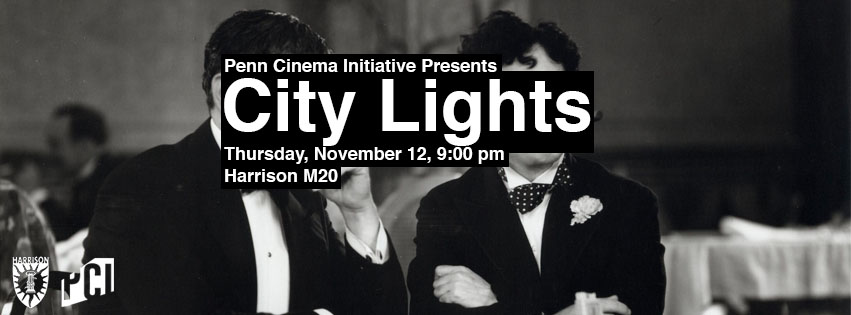 Penn Cinema Initiative Presents
City Lights
Thursday, November 12, 9:00 pm
Harrison M20
HARRISON
PCI